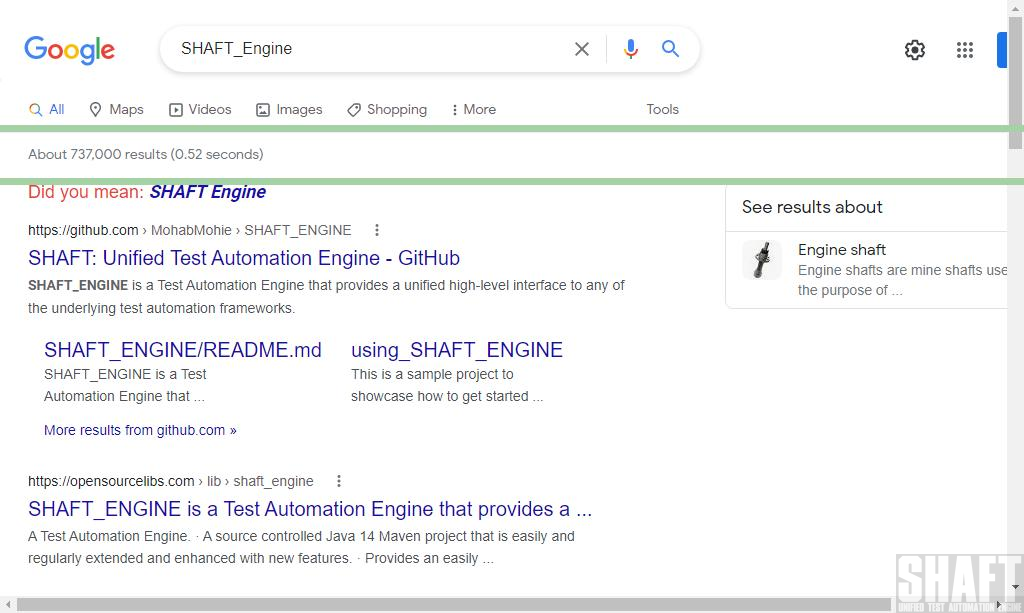 Google
SHAFT_Engine
All Maps Videos Images Shopping More Tools
About 737,000 results (0.52 seconds)
Did you mean: SHAFT Engine
https://github.com › MohabMohie › SHAFT_ENGINE
SHAFT: Unified Test Automation Engine - GitHub
SHAFT_ENGINE is a Test Automation Engine that provides a unified high-level interface to any of
the underlying test automation frameworks.
SHAFT_ENGINE/README.md
SHAFT_ENGINE is a Test
Automation Engine that ...
using_SHAFT_ENGINE
This is a sample project to
showcase how to get started ...
More results from github.com »
https://opensourcelibs.com › lib › shaft_engine
SHAFT_ENGINE is a Test Automation Engine that provides a ...
A Test Automation Engine. · A source controlled Java 14 Maven project that is easily and
regularly extended and enhanced with new features. · Provides an easily ...
See results about
Engine shaft
Engine shafts are mine shafts use
the purpose of ...
SHAFT
UNIFIED TEST AUTOMATION